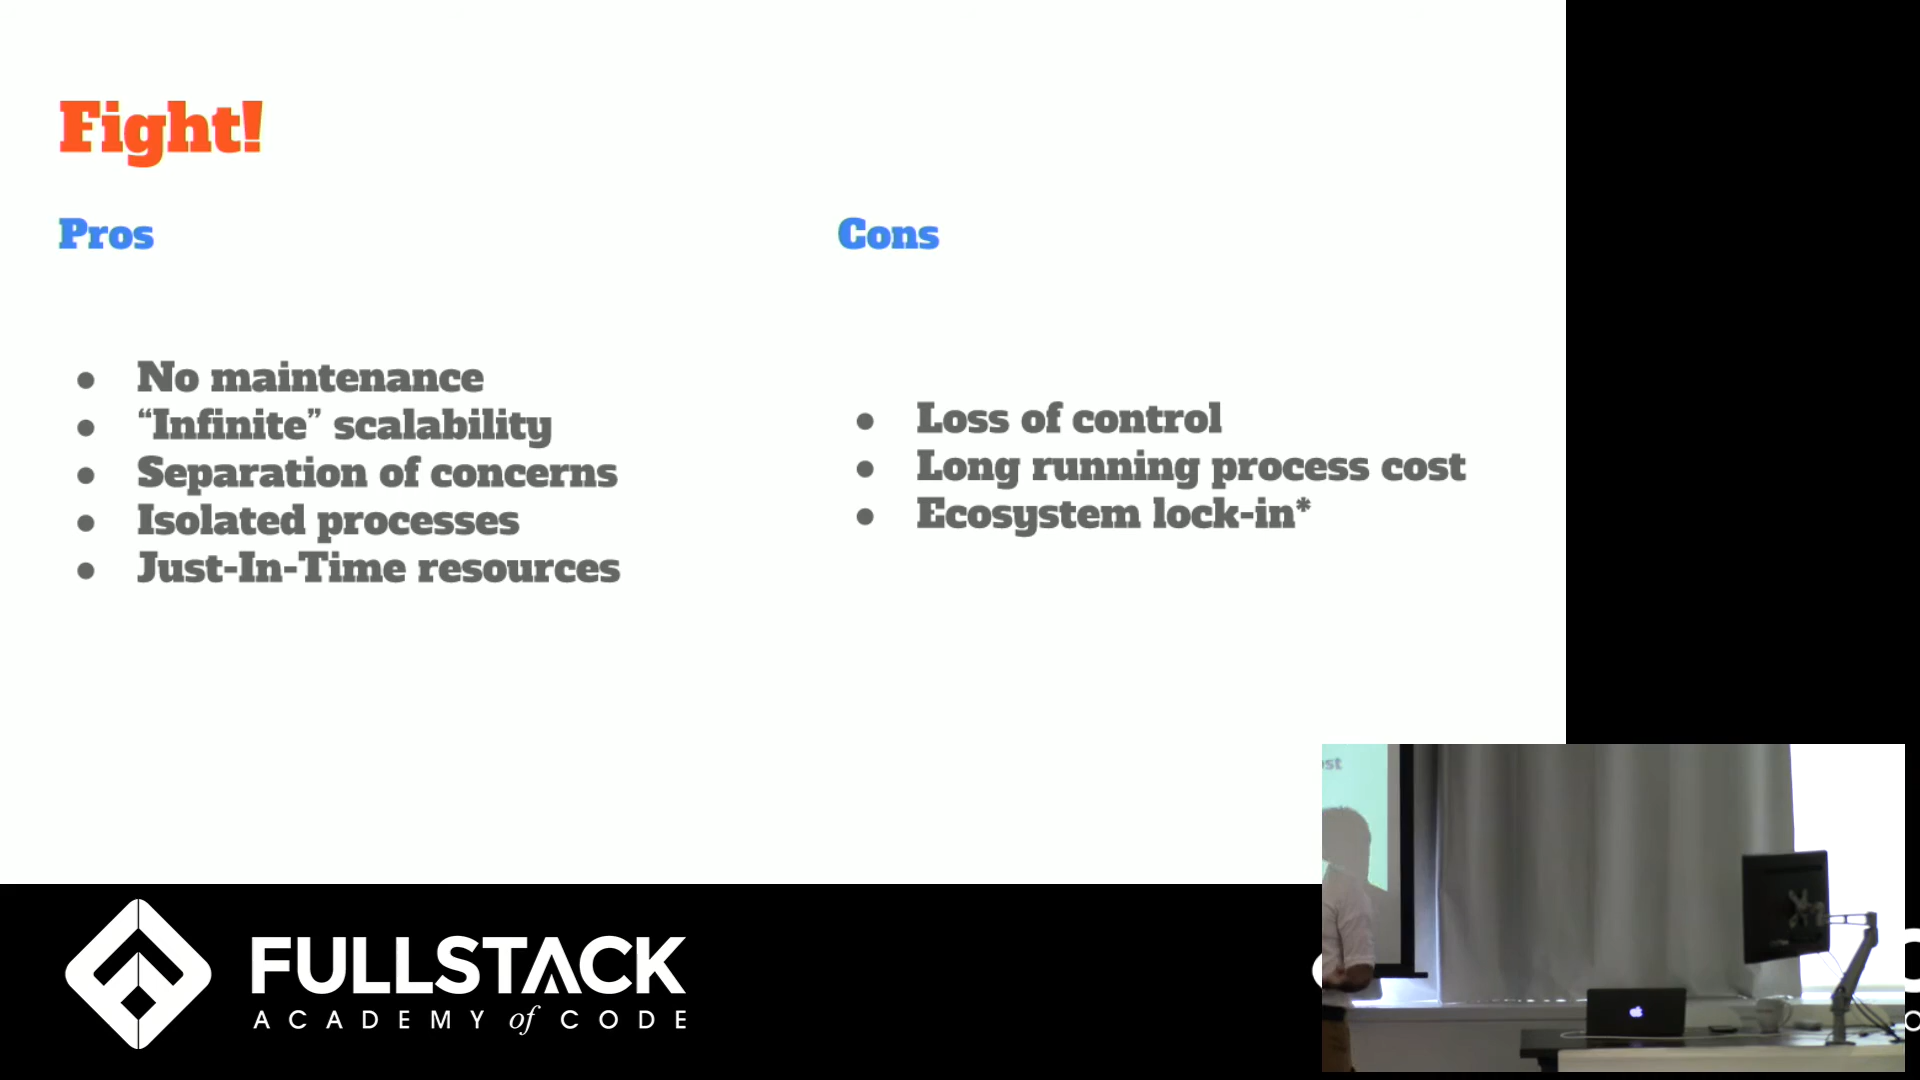 Fight!
Pros
No maintenance
“Infinite” scalability
Separation of concerns
Isolated processes
Just-In-Time resources
Cons
Loss of control
Long running process cost
Ecosystem lock-in*
FULLSTACK
ACADEMY of CODE